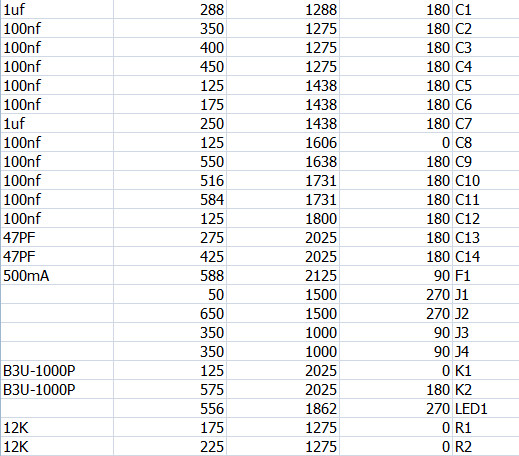 1uf 288 1288 180 C1
100nf 350 1275 180 C2
100nf 400 1275 180 C3
100nf 450 1275 180 C4
100nf 125 1438 180 C5
100nf 175 1438 180 C6
1uf 250 1438 180 C7
100nf 125 1606 0 C8
100nf 550 1638 180 C9
100nf 516 1731 180 C10
100nf 584 1731 180 C11
100nf 125 1800 180 C12
47PF 275 2025 180 C13
47PF 425 2025 180 C14
500mA 588 2125 90 F1
50 1500 270 J1
650 1500 270 J2
350 1000 90 J3
350 1000 90 J4
B3U-1000P 125 2025 0 K1
B3U-1000P 575 2025 180 K2
556 1862 270 LED1
12K 175 1275 0 R1
12K 225 1275 0 R2